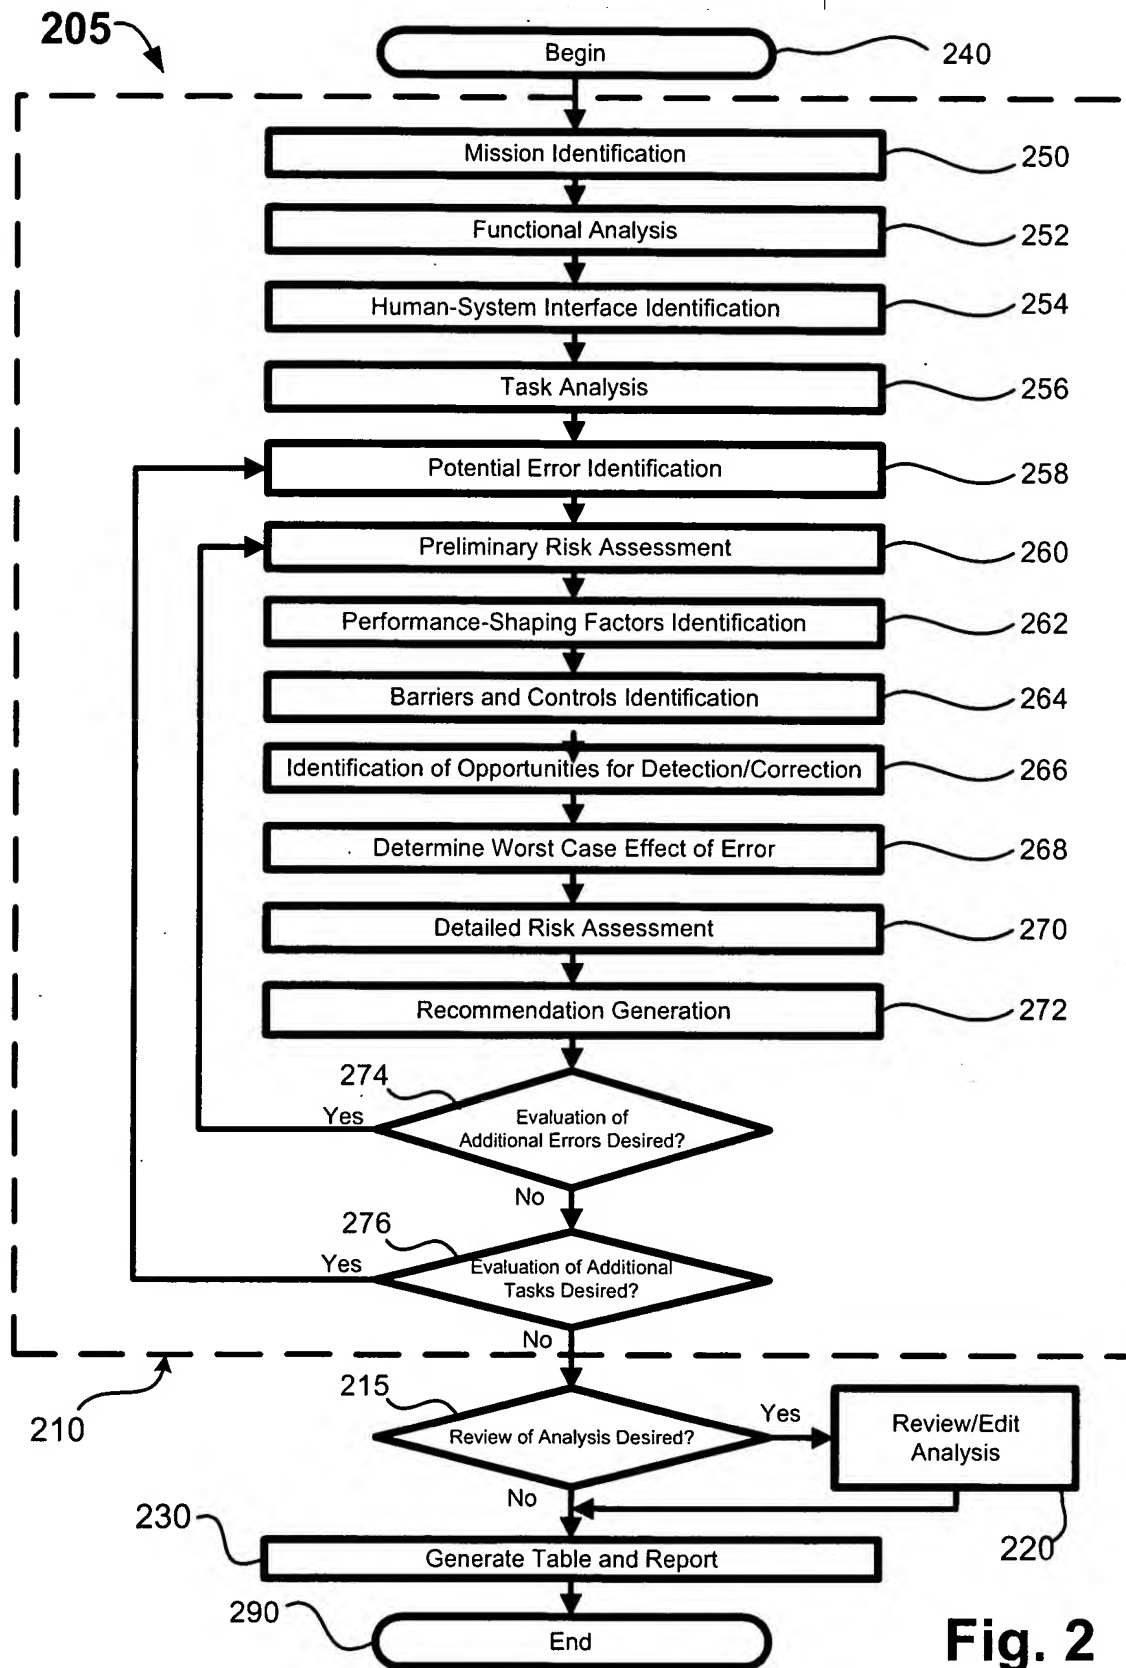 205
Begin
240
Mission Identification
250
Functional Analysis
252
Human-System Interface Identification
254
Task Analysis
256
Potential Error Identification
258
Preliminary Risk Assessment
260
Performance-Shaping Factors Identification
262
Barriers and Controls Identification
264
Identification of Opportunities for Detection/Correction
266
Determine Worst Case Effect of Error
268
Detailed Risk Assessment
270
Recommendation Generation
272
274
Yes
Evaluation of
Additional Errors Desired?
No
276
Yes
Evaluation of Additional
Tasks Desired?
No
210
215
Review of Analysis Desired?
Yes
Review/Edit
Analysis
No
220
230
Generate Table and Report
290
End
Fig. 2